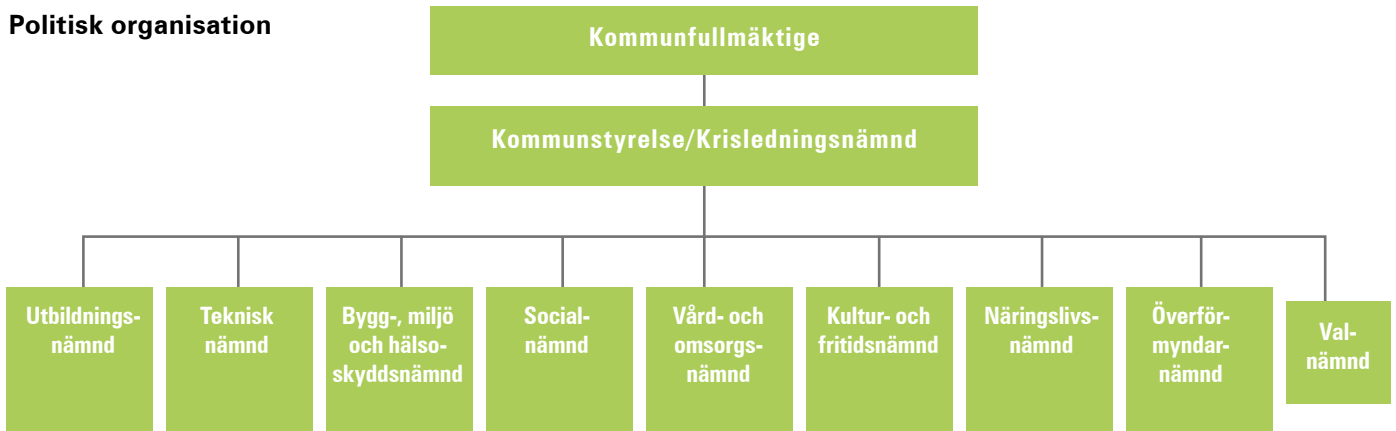 Politisk organisation
Kommunfullmäktige
Kommunstyrelse/Krisledningsnämnd
Utbildnings-
nämnd
Teknisk
nämnd
Bygg-, miljö
och hälso-
skyddsnämnd
Social-
nämnd
Vård- och
omsorgs-
nämnd
Kultur- och
fritidsnämnd
Näringslivs-
nämnd
Överför-
myndar-
nämnd
Val-
nämnd